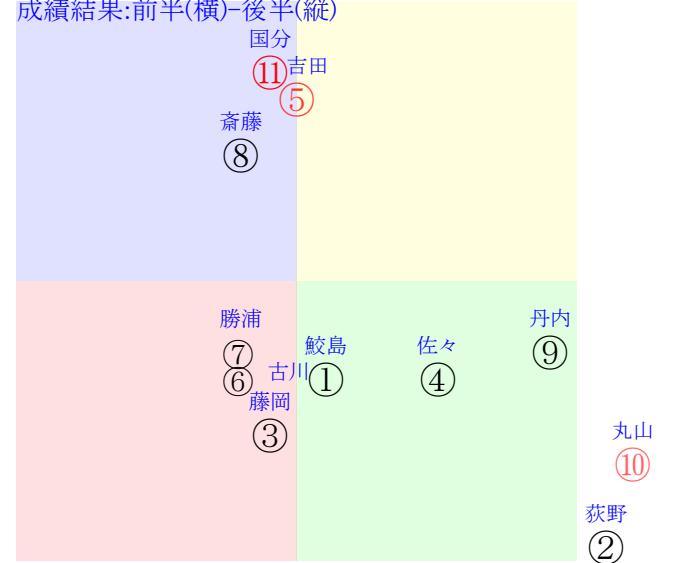 成績結果:前半(横)-後半(縦)
国分
⑪
吉田
⑤
斎藤
⑧
勝浦
⑦
丹内
⑨
鮫島
①
佐々
④
古川
⑥
藤岡
③
丸山
⑩
荻野
②